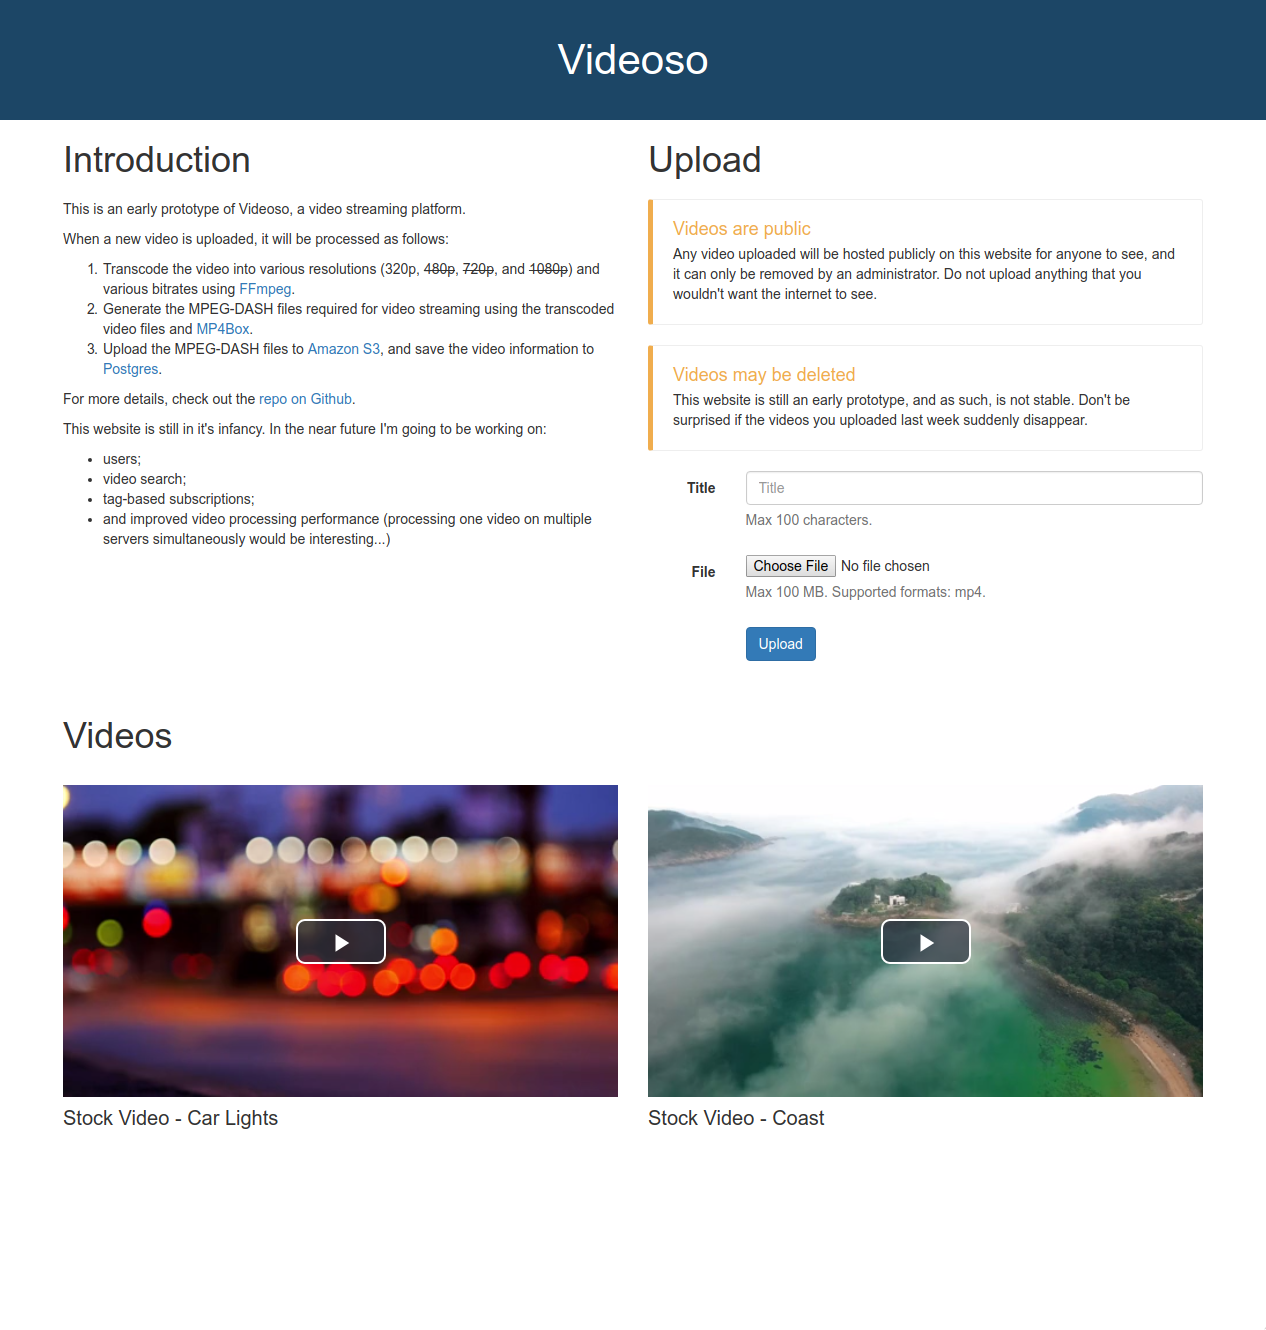 Videoso
Introduction
This is an early prototype of Videoso, a video streaming platform.
When a new video is uploaded, it will be processed as follows:
1. Transcode the video into various resolutions (320p, 480p, 720p, and 1080p) and
various bitrates using FFmpeg.
2. Generate the MPEG-DASH files required for video streaming using the transcoded
video files and MP4Box.
3. Upload the MPEG-DASH files to Amazon S3, and save the video information to
Postgres.
For more details, check out the repo on Github.
This website is still in it's infancy. In the near future I'm going to be working on:
• users;
• video search;
• tag-based subscriptions;
• and improved video processing performance (processing one video on multiple
servers simultaneously would be interesting...)
Upload
Videos are public
Any video uploaded will be hosted publicly on this website for anyone to see, and
it can only be removed by an administrator. Do not upload anything that you
wouldn't want the internet to see.
Videos may be deleted
This website is still an early prototype, and as such, is not stable. Don't be
surprised if the videos you uploaded last week suddenly disappear.
Title
Title
Max 100 characters.
File
Choose File No file chosen
Max 100 MB. Supported formats: mp4.
Upload
Videos
Stock Video - Car Lights
Stock Video - Coast